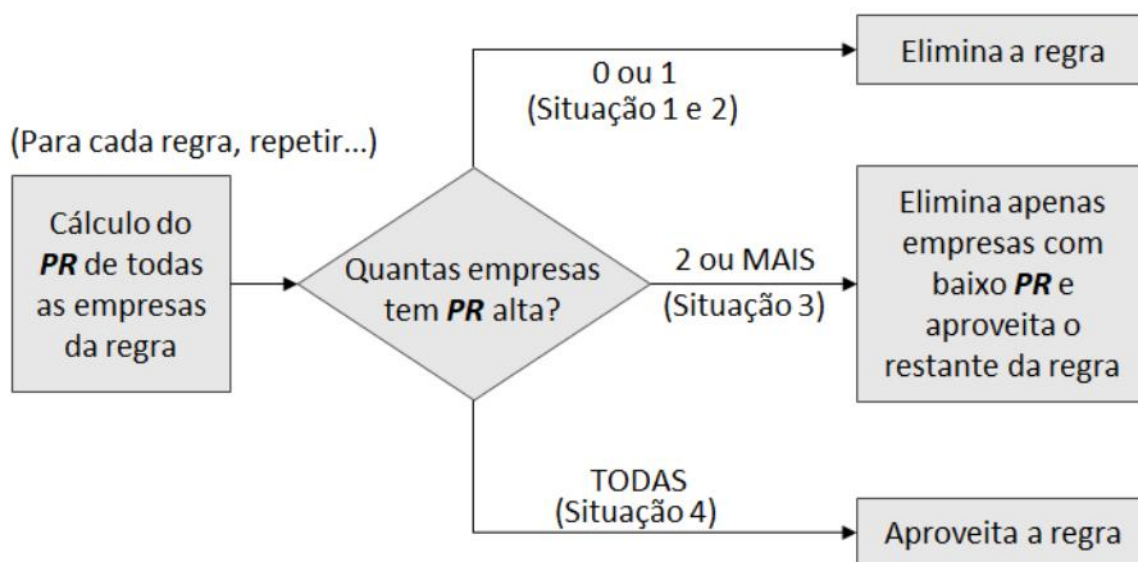 (Para cada regra, repetir...)
Cálculo do
PR de todas
as empresas
da regra
Quantas empresas
tem PR alta?
0 ou 1
(Situação 1 e 2)
Elimina a regra
2 ou MAIS
(Situação 3)
Elimina apenas
empresas com
baixo PR e
aproveita o
restante da regra
TODAS
(Situação 4)
Aproveita a regra